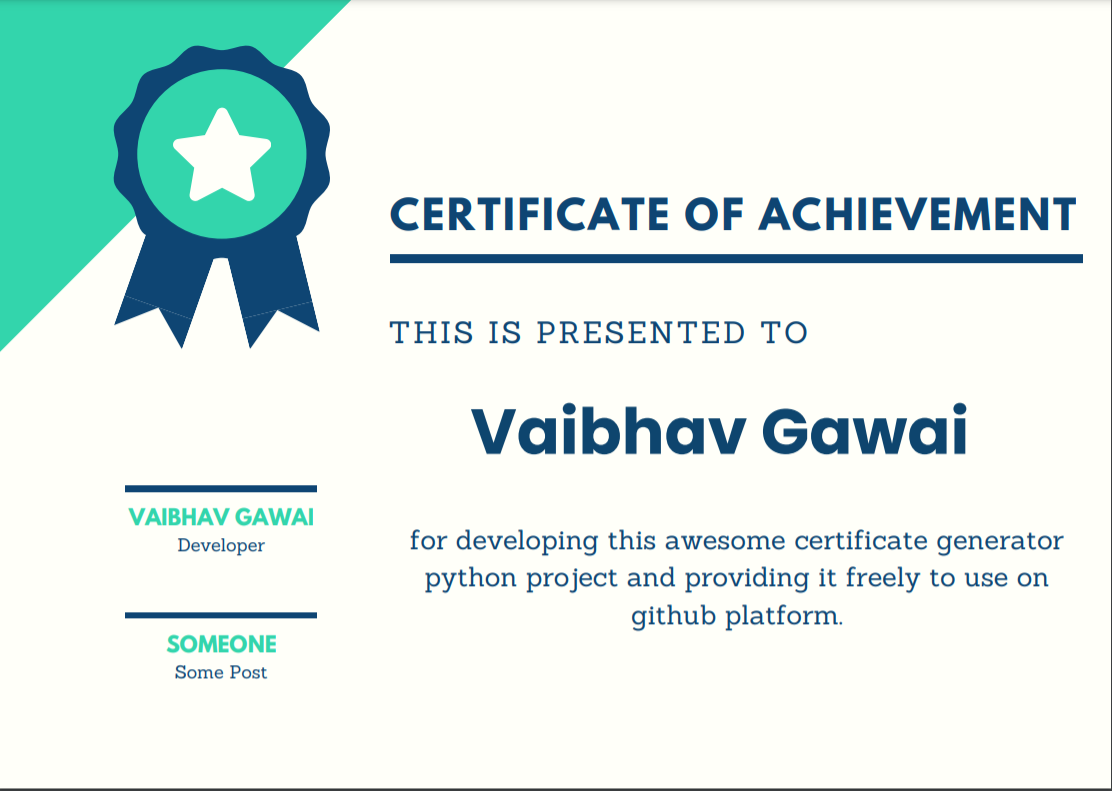 CERTIFICATE OF ACHIEVEMENT
THIS IS PRESENTED TO
Vaibhav Gawai
for developing this awesome certificate generator
python project and providing it freely to use on
github platform.
VAIBHAV GAWAI
Developer
SOMEONE
Some Post